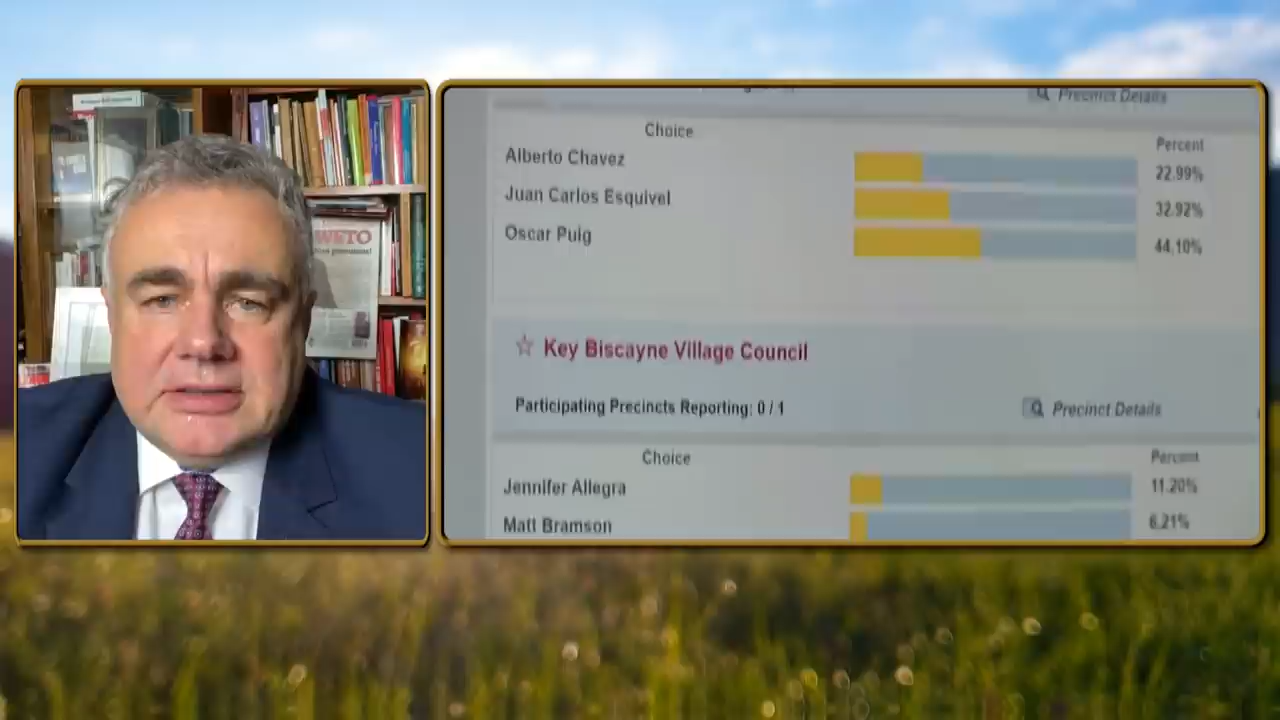 WETO
Precinct Details
Choice
Percent
Alberto Chavez
22.99%
Juan Carlos Esquivel
32.92%
Oscar Puig
44.10%
☆ Key Biscayne Village Council
Participating Precincts Reporting: 0 / 1
Precinct Details
Choice
Percent
Jennifer Allegra
11.20%
Matt Bramson
6.21%